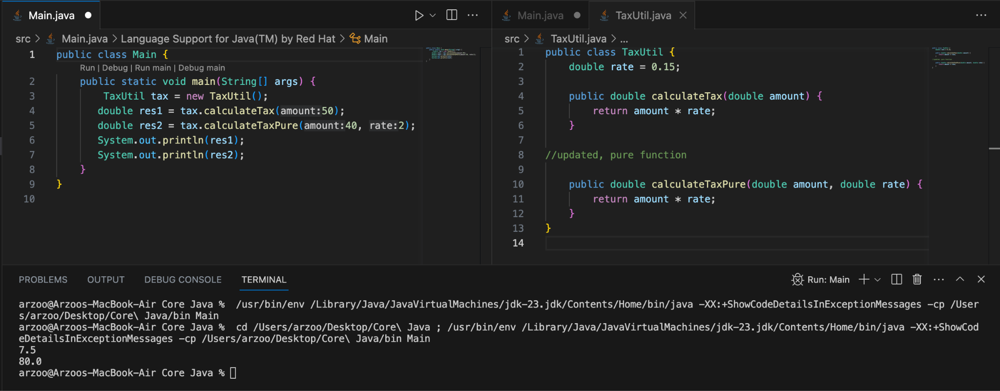 Main.java
Main.java
TaxUtil.java
src > Main.java > Language Support for Java(TM) by Red Hat > Main
1 public class Main {
Run | Debug | Run main | Debug main
2 public static void main(String[] args) {
3 TaxUtil tax = new TaxUtil();
4 double res1 = tax.calculateTax(amount:50);
5 double res2 = tax.calculateTaxPure(amount:40, rate:2);
6 System.out.println(res1);
7 System.out.println(res2);
8 }
9 }
10
src > TaxUtil.java > ...
1 public class TaxUtil {
2 double rate = 0.15;
3
4 public double calculateTax(double amount) {
5 return amount * rate;
6 }
7
8 //updated, pure function
9
10 public double calculateTaxPure(double amount, double rate) {
11 return amount * rate;
12 }
13 }
14
PROBLEMS OUTPUT DEBUG CONSOLE TERMINAL
Run: Main
arzoo@Arzoos-MacBook-Air Core Java % /usr/bin/env /Library/Java/JavaVirtualMachines/jdk-23.jdk/Contents/Home/bin/java -XX:+ShowCodeDetailsInExceptionMessages -cp /User
s/arzoo/Desktop/Core\ Java/bin Main
arzoo@Arzoos-MacBook-Air Core Java % cd /Users/arzoo/Desktop/Core\ Java ; /usr/bin/env /Library/Java/JavaVirtualMachines/jdk-23.jdk/Contents/Home/bin/java -XX:+ShowCod
eDetailsInExceptionMessages -cp /Users/arzoo/Desktop/Core\ Java/bin Main
7.5
80.0
arzoo@Arzoos-MacBook-Air Core Java %